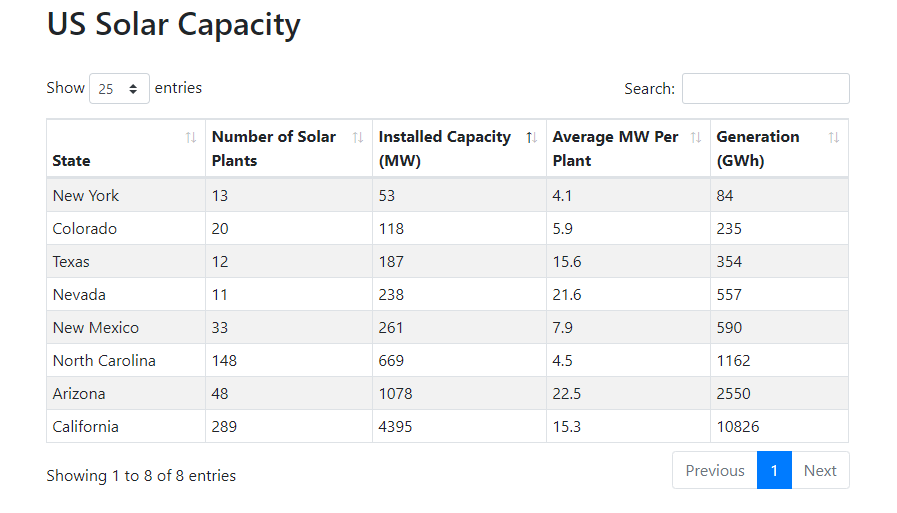 US Solar Capacity
Show 25 entries Search:
State Number of Solar Plants Installed Capacity (MW) Average MW Per Plant Generation (GWh)
New York 13 53 4.1 84
Colorado 20 118 5.9 235
Texas 12 187 15.6 354
Nevada 11 238 21.6 557
New Mexico 33 261 7.9 590
North Carolina 148 669 4.5 1162
Arizona 48 1078 22.5 2550
California 289 4395 15.3 10826
Showing 1 to 8 of 8 entries Previous 1 Next